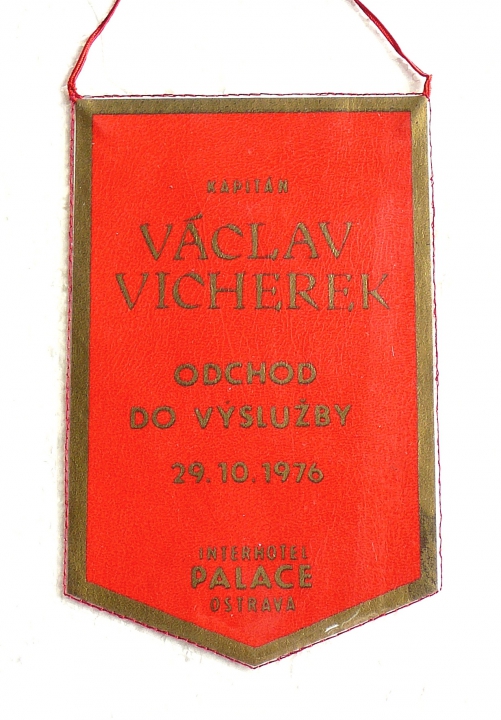 KAPITÁN
VÁCLAV
VICHEREK
ODCHOD
DO VÝSLUŽBY
29.10.1976
INTERHOTEL
PALACE
OSTRAVA